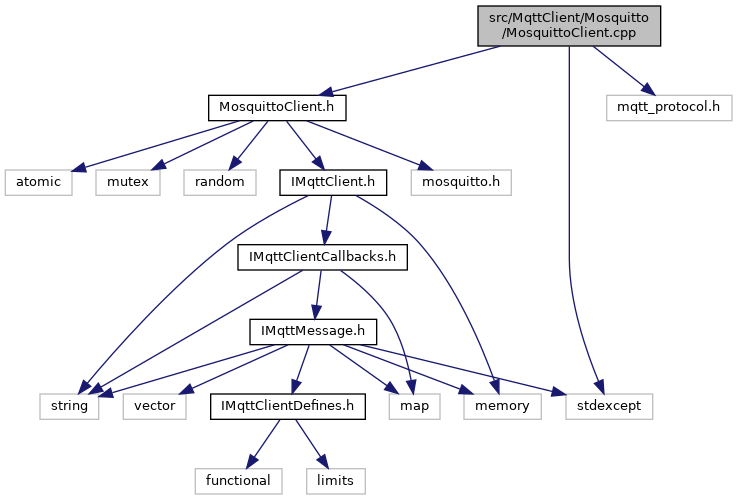 src/MqttClient/Mosquitto
/MosquittoClient.cpp
MosquittoClient.h
mqtt_protocol.h
atomic
mutex
random
IMqttClient.h
mosquitto.h
IMqttClientCallbacks.h
IMqttMessage.h
string
vector
IMqttClientDefines.h
map
memory
stdexcept
functional
limits